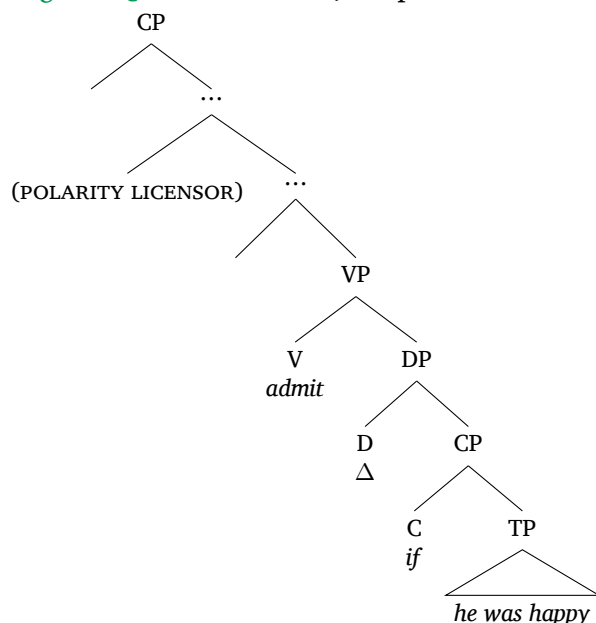 CP
...
(POLARITY LICENSOR) ...
VP
V DP
admit
D CP
Δ
C TP
if
he was happy